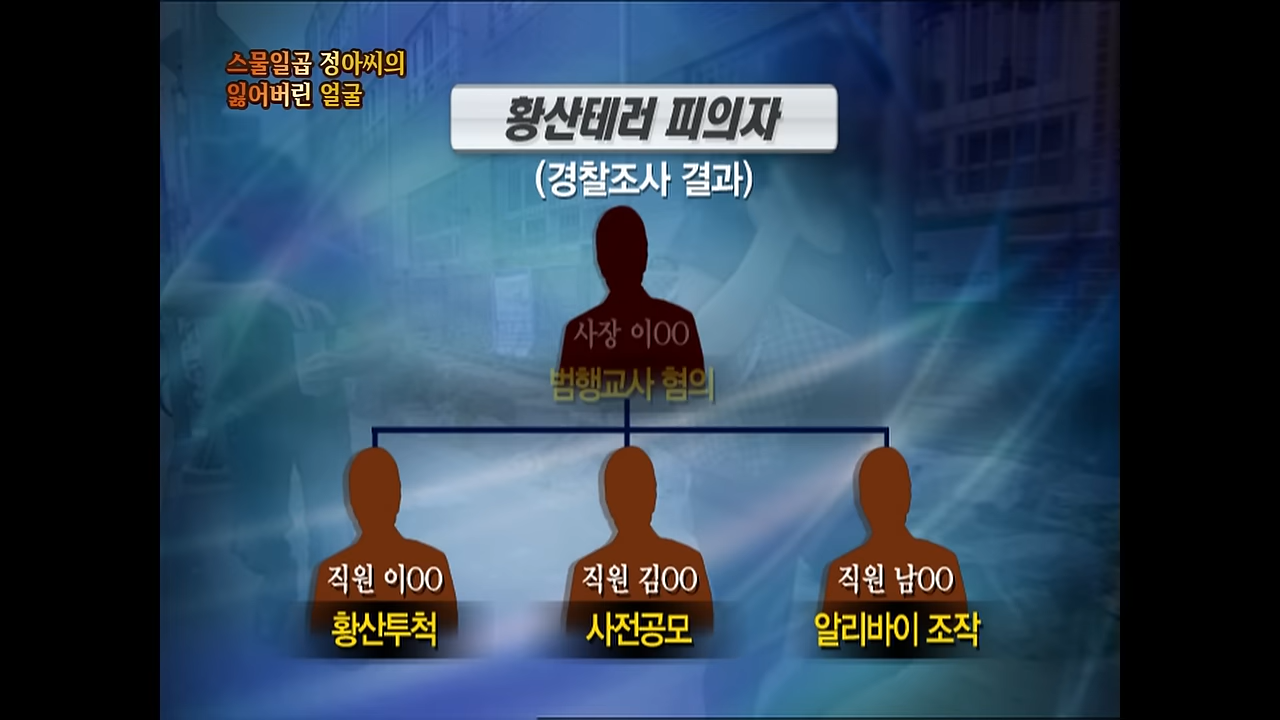 스물일곱 정아씨의
잃어버린 얼굴
황산테러 피의자
(경찰조사 결과)
사장 이OO
범행교사 혐의
직원 이OO
황산투척
직원 김OO
사전공모
직원 남OO
알리바이 조작